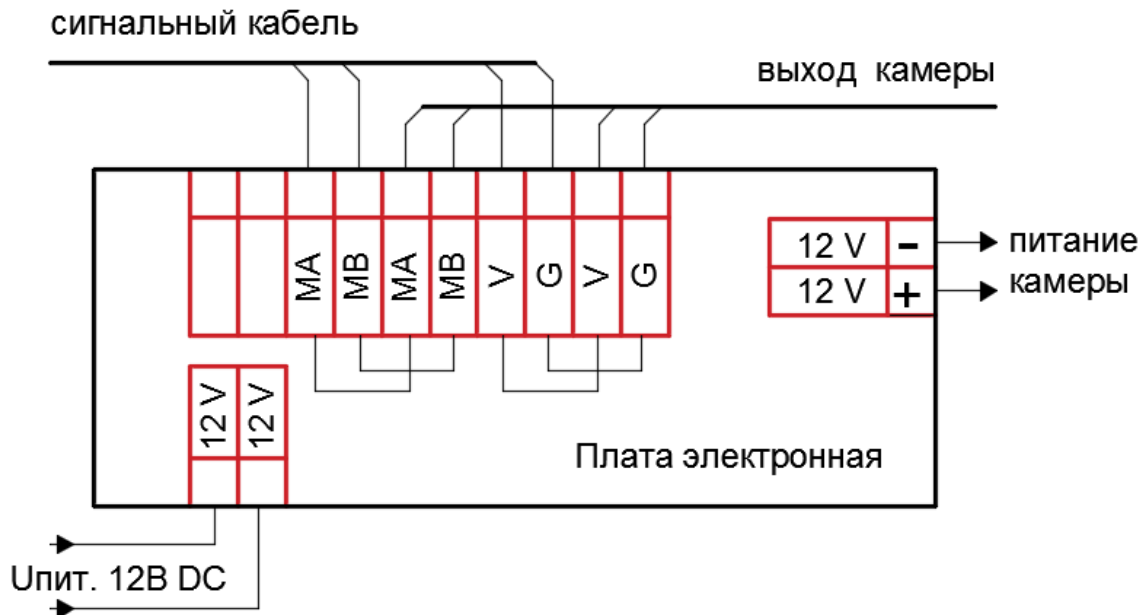 сигнальный кабель
выход камеры
MA MB MA MB V G V G
12 V -
питание
12 V +
камеры
12 V 12 V
Плата электронная
Uпит. 12В DC